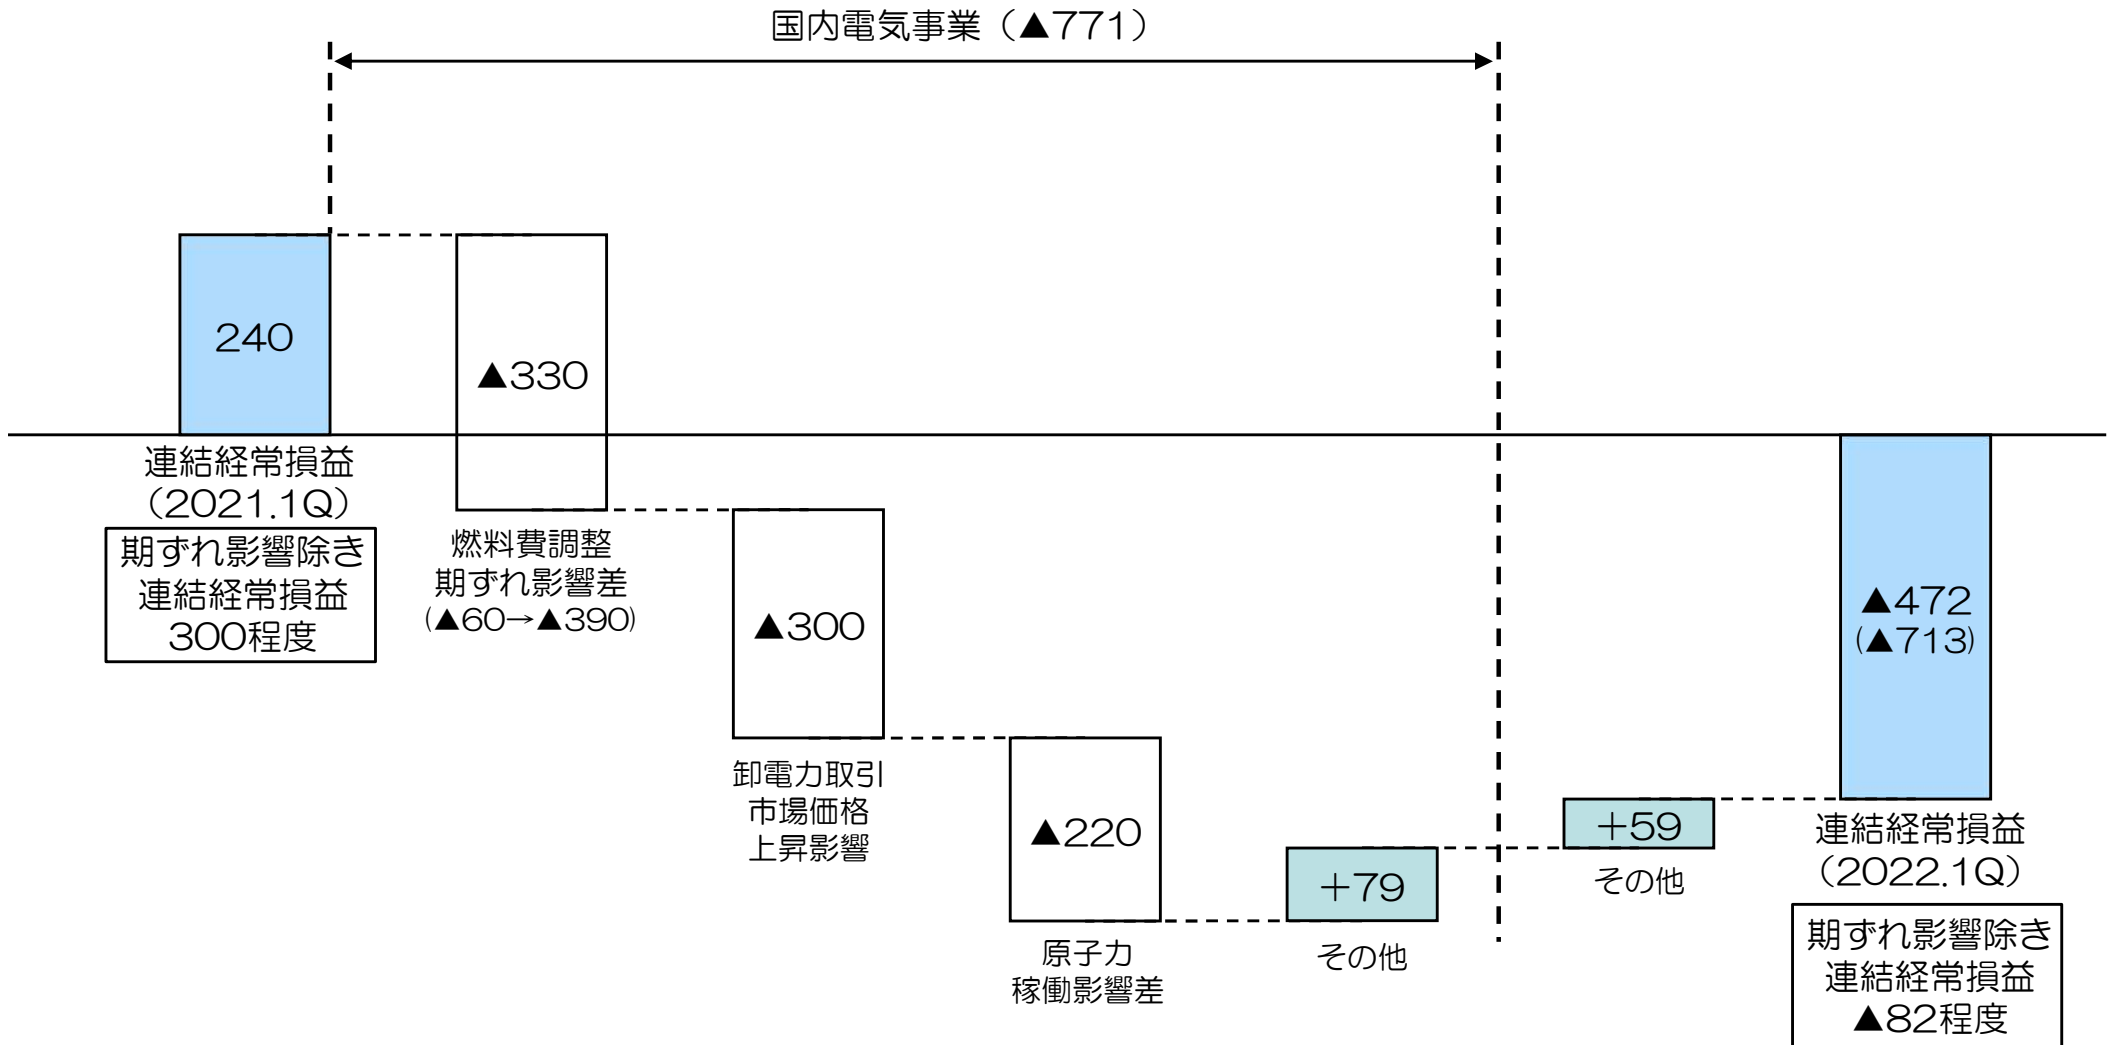 国内電気事業（▲771）
240
連結経常損益
（2021.1Q）
期ずれ影響除き
連結経常損益
300程度
▲330
燃料費調整
期ずれ影響差
(▲60→▲390)
▲300
卸電力取引
市場価格
上昇影響
▲220
原子力
稼働影響差
+79
その他
+59
その他
▲472
(▲713)
連結経常損益
（2022.1Q）
期ずれ影響除き
連結経常損益
▲82程度